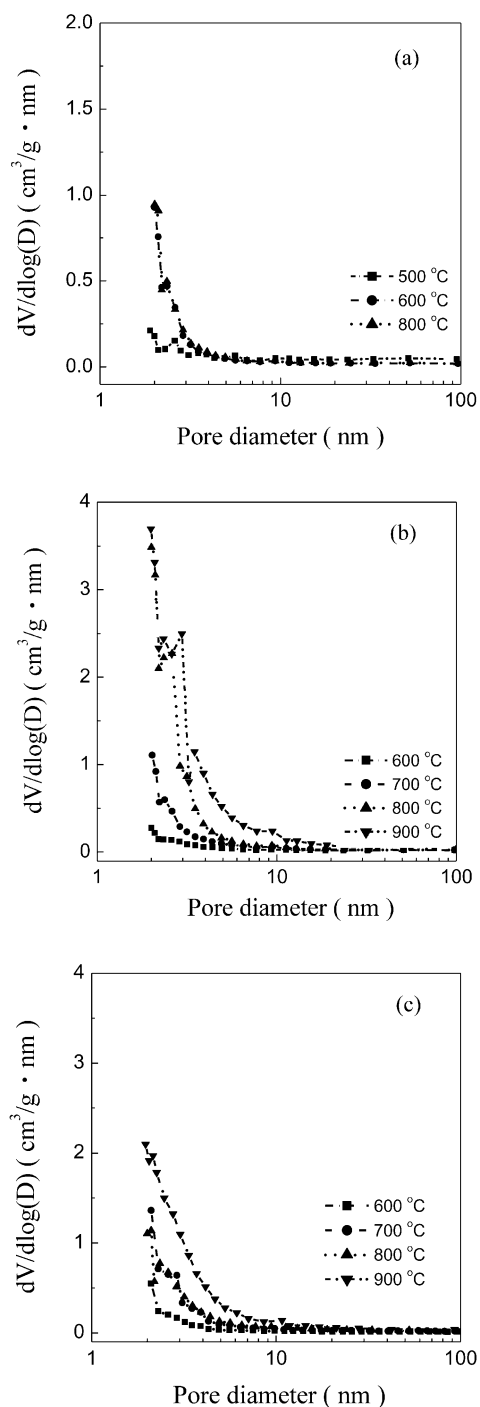 (a)
2.0
1.5
1.0
0.5
0.0
dV/dlog(D) ( cm³/g・nm )
500 °C
600 °C
800 °C
1 10 100
Pore diameter ( nm )
(b)
4
3
2
1
0
dV/dlog(D) ( cm³/g・nm )
600 °C
700 °C
800 °C
900 °C
1 10 100
Pore diameter ( nm )
(c)
4
3
2
1
0
dV/dlog(D) ( cm³/g・nm )
600 °C
700 °C
800 °C
900 °C
1 10 100
Pore diameter ( nm )